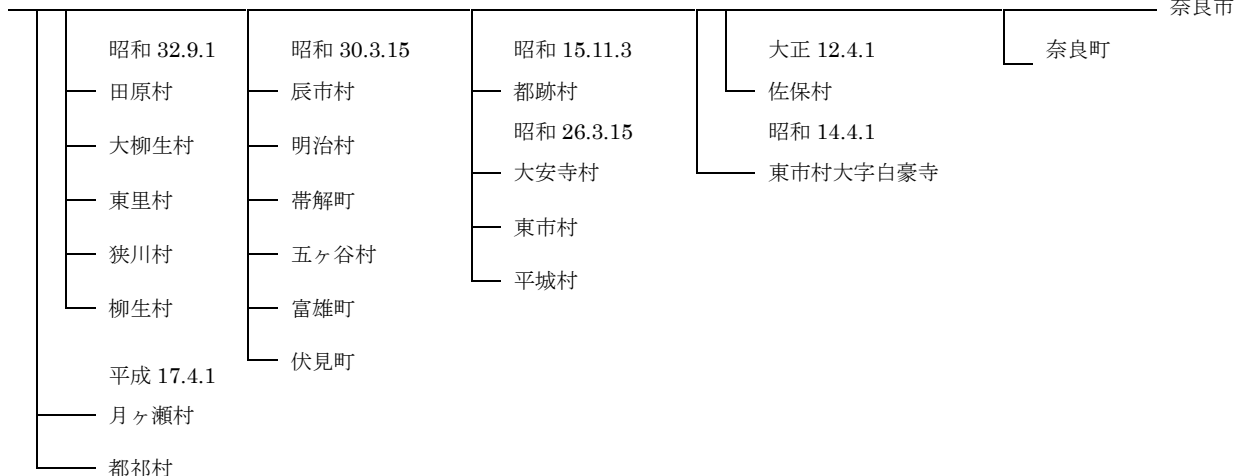 奈良市
昭和 32.9.1
田原村
大柳生村
東里村
狭川村
柳生村
平成 17.4.1
月ヶ瀬村
都祁村
昭和 30.3.15
辰市村
明治村
帯解町
五ヶ谷村
富雄町
伏見町
昭和 15.11.3
都跡村
昭和 26.3.15
大安寺村
東市村
平城村
大正 12.4.1
佐保村
昭和 14.4.1
東市村大字白豪寺
奈良町